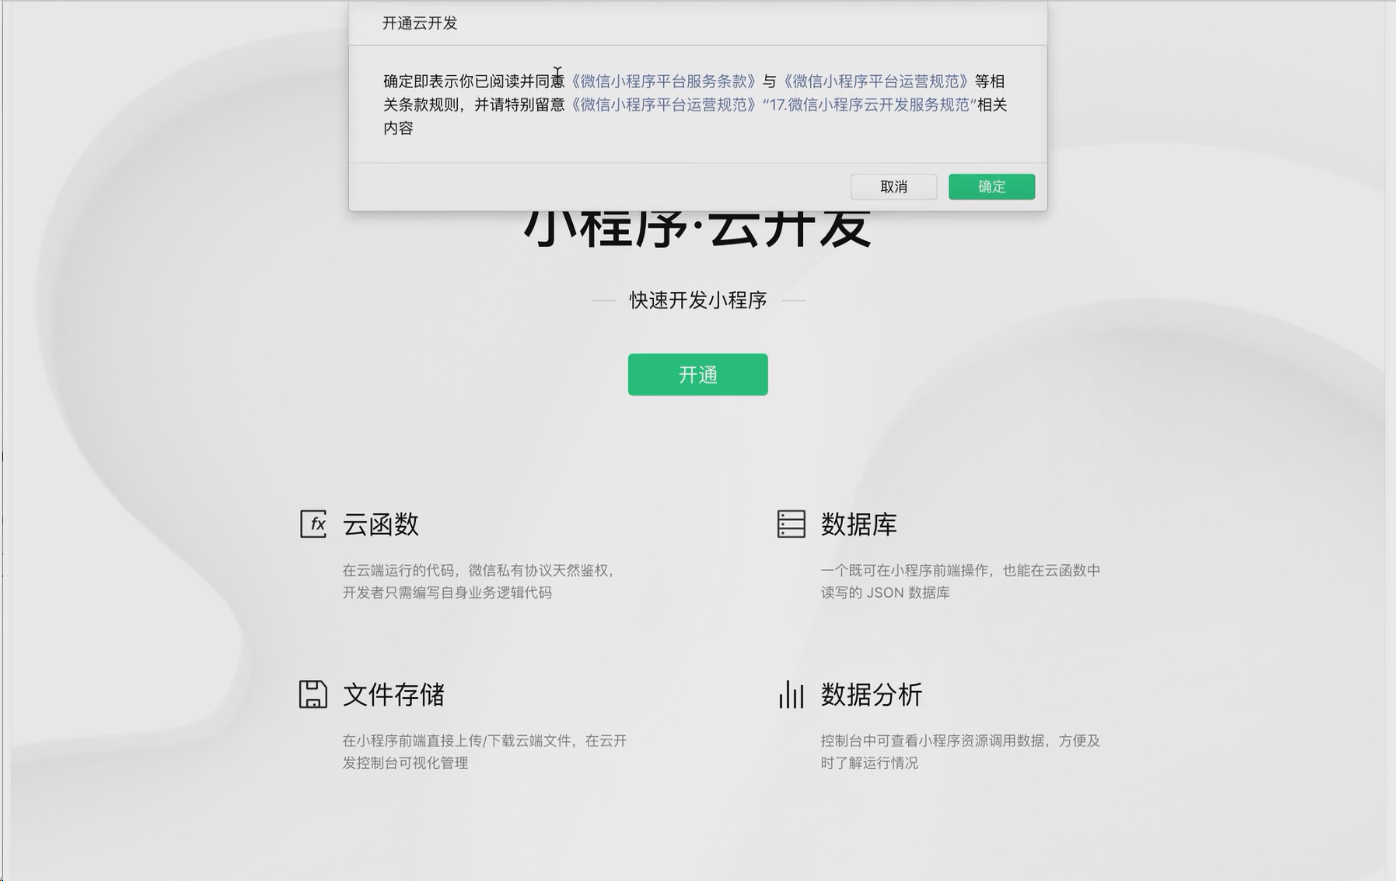 开通云开发
确定即表示你已阅读并同意《微信小程序平台服务条款》与《微信小程序平台运营规范》等相
关条款规则，并请特别留意《微信小程序平台运营规范》“17.微信小程序云开发服务规范”相关
内容
取消
确定
小程序·云开发
快速开发小程序
开通
fx 云函数
在云端运行的代码，微信私有协议天然鉴权，
开发者只需编写自身业务逻辑代码
数据库
一个既可在小程序前端操作，也能在云函数中
读写的 JSON 数据库
文件存储
在小程序前端直接上传/下载云端文件，在云开
发控制台可视化管理
数据分析
控制台中可查看小程序资源调用数据，方便及
时了解运行情况